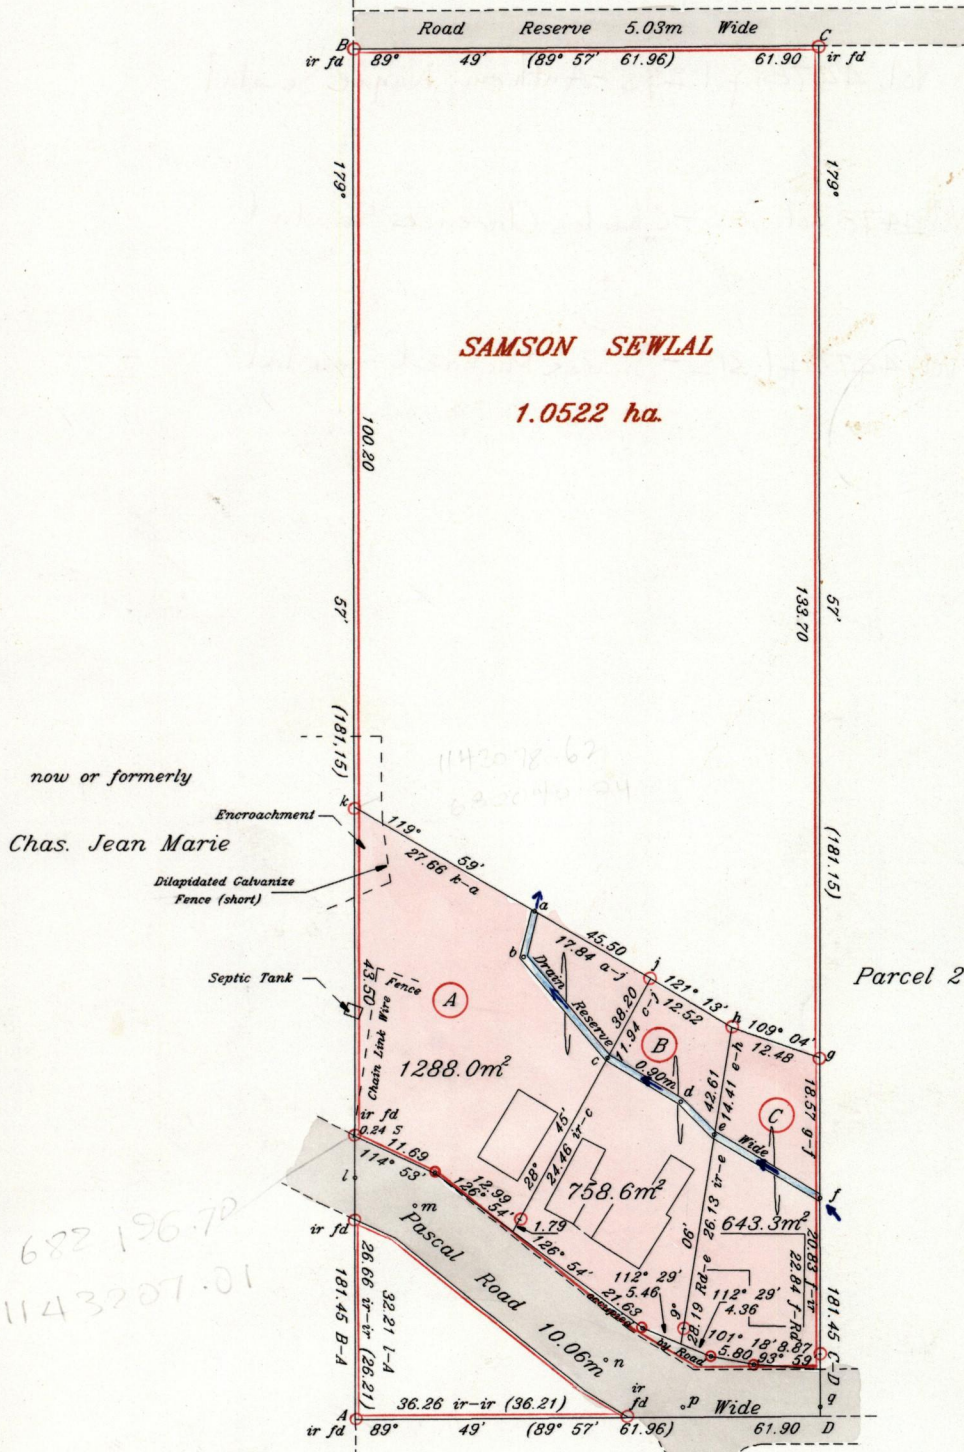 Road Reserve 5.03m Wide
B
C
ir fd
89° 49' (89° 57' 61.96) 61.90
ir fd
179°
179°
SAMSON SEWLAL
1.0522 ha.
100.20
57'
133.70
57'
(181.15)
(181.15)
now or formerly
Chas. Jean Marie
k
Encroachment
Dilapidated Galvanize
Fence (short)
119° 59'
27.66 k-a
a
b
45.50
17.84 a-j
j
Drain Reserve
Septic Tank
43.50
Fence
Chain Link Wire
A
1288.0m²
38.20
11.94 c-j
121° 13'
12.52
h
109° 04'
12.48
g
Parcel 2
B
0.90m
c
d
42.61
14.41 e-h
e
C
18.57 g-f
Wide
f
ir fd
0.24 S
11.69
114° 53'
l
m
12.99
126° 54'
28° 45'
24.46 ir-c
758.6m²
26.13 ir-e
643.3m²
1.79
126° 54'
ir fd
Pascal Road 10.06m Wide
112° 29'
5.46
21.63
occupied by Road
9° 06'
28.19 Rd-e
112° 29'
4.36
101° 18'
5.80
8.87
93° 59'
20.83 f-ir
22.84 f-Rd
181.45 C-D
682 196.70
1143207.01
181.45 B-A
26.66 ir-ir (26.21)
32.21 l-A
n
p
q
36.26 ir-ir (36.21)
ir
fd
A
D
ir fd
89° 49' (89° 57' 61.96) 61.90